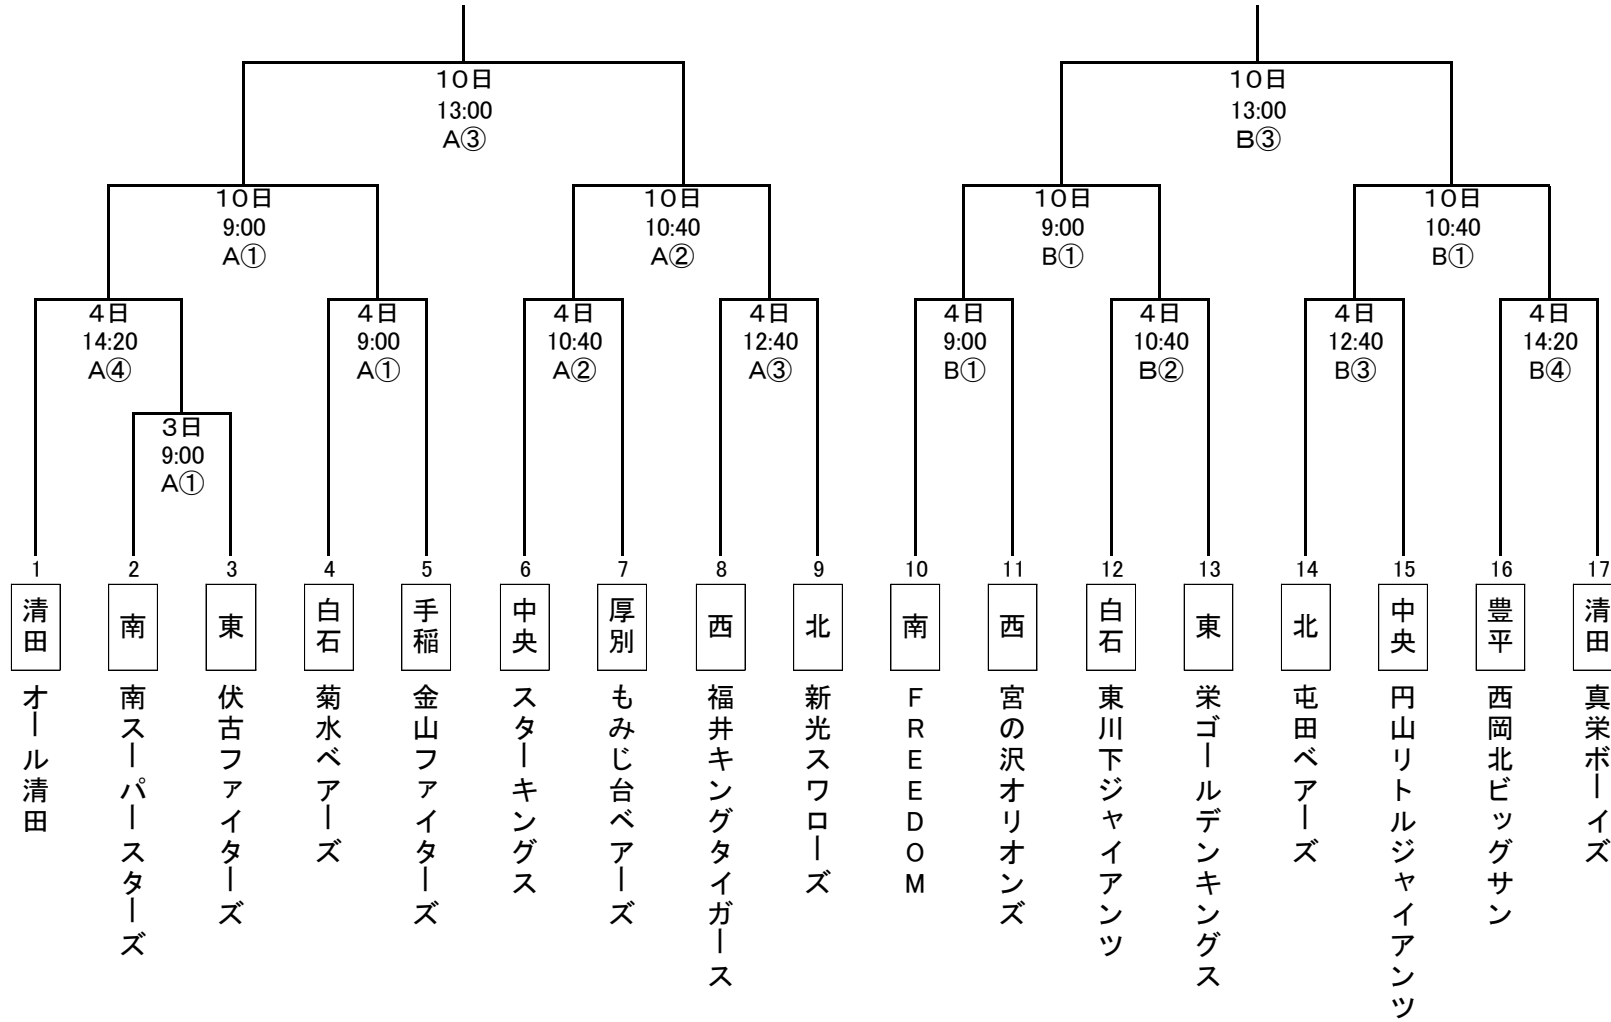 10日
13:00
A③
10日
13:00
B③
10日
9:00
A①
10日
10:40
A②
10日
9:00
B①
10日
10:40
B①
4日
14:20
A④
4日
9:00
A①
4日
10:40
A②
4日
12:40
A③
4日
9:00
B①
4日
10:40
B②
4日
12:40
B③
4日
14:20
B④
3日
9:00
A①
1
2
3
4
5
6
7
8
9
10
11
12
13
14
15
16
17
清田
南
東
白石
手稲
中央
厚別
西
北
南
西
白石
東
北
中央
豊平
清田
オール清田
南スーパースターズ
伏古ファイターズ
菊水ベアーズ
金山ファイターズ
スターキングス
もみじ台ベアーズ
福井キングタイガース
新光スワローズ
FREEDOM
宮の沢オリオンズ
東川下ジャイアンツ
栄ゴールデンキングス
屯田ベアーズ
円山リトルジャイアンツ
西岡北ビッグサン
真栄ボーイズ